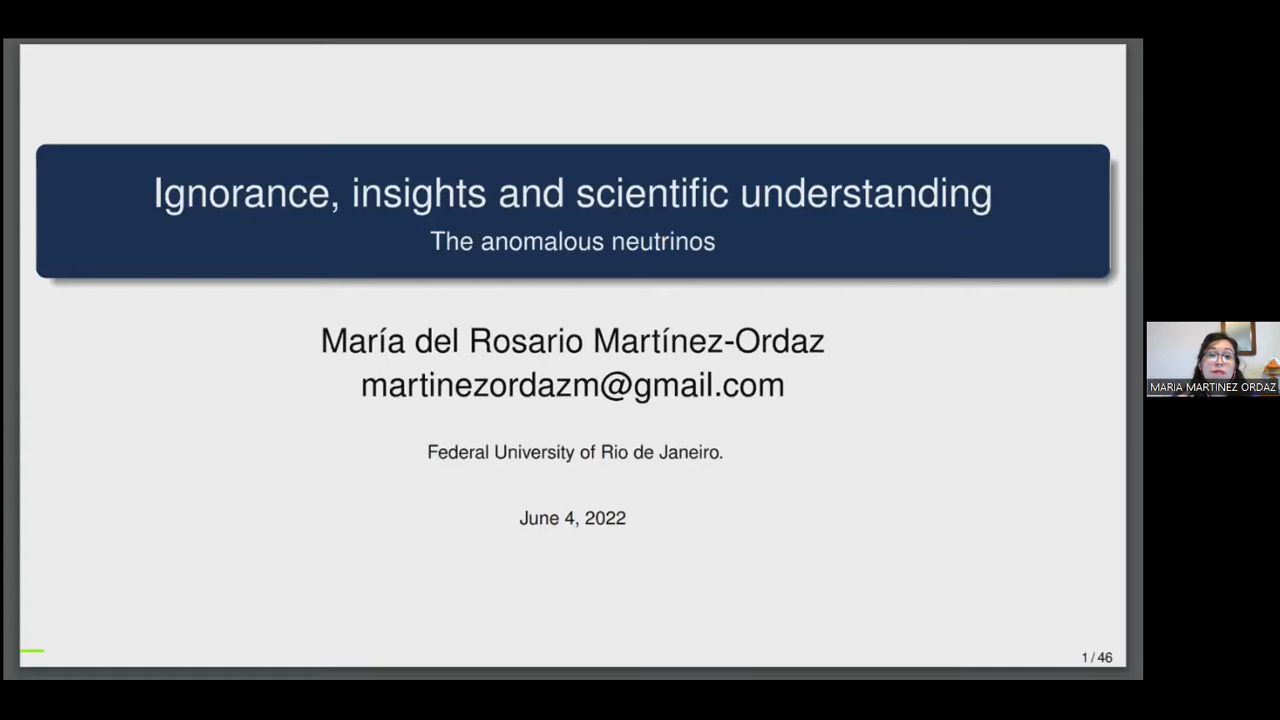 Ignorance, insights and scientific understanding
The anomalous neutrinos
María del Rosario Martínez-Ordaz
martinezordazm@gmail.com
Federal University of Rio de Janeiro.
June 4, 2022
1 / 46
MARIA MARTINEZ ORDAZ